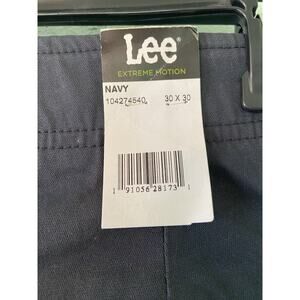 Lee®
EXTREME MOTION
NAVY
104274540 30 X 30
1 91056 28173 1